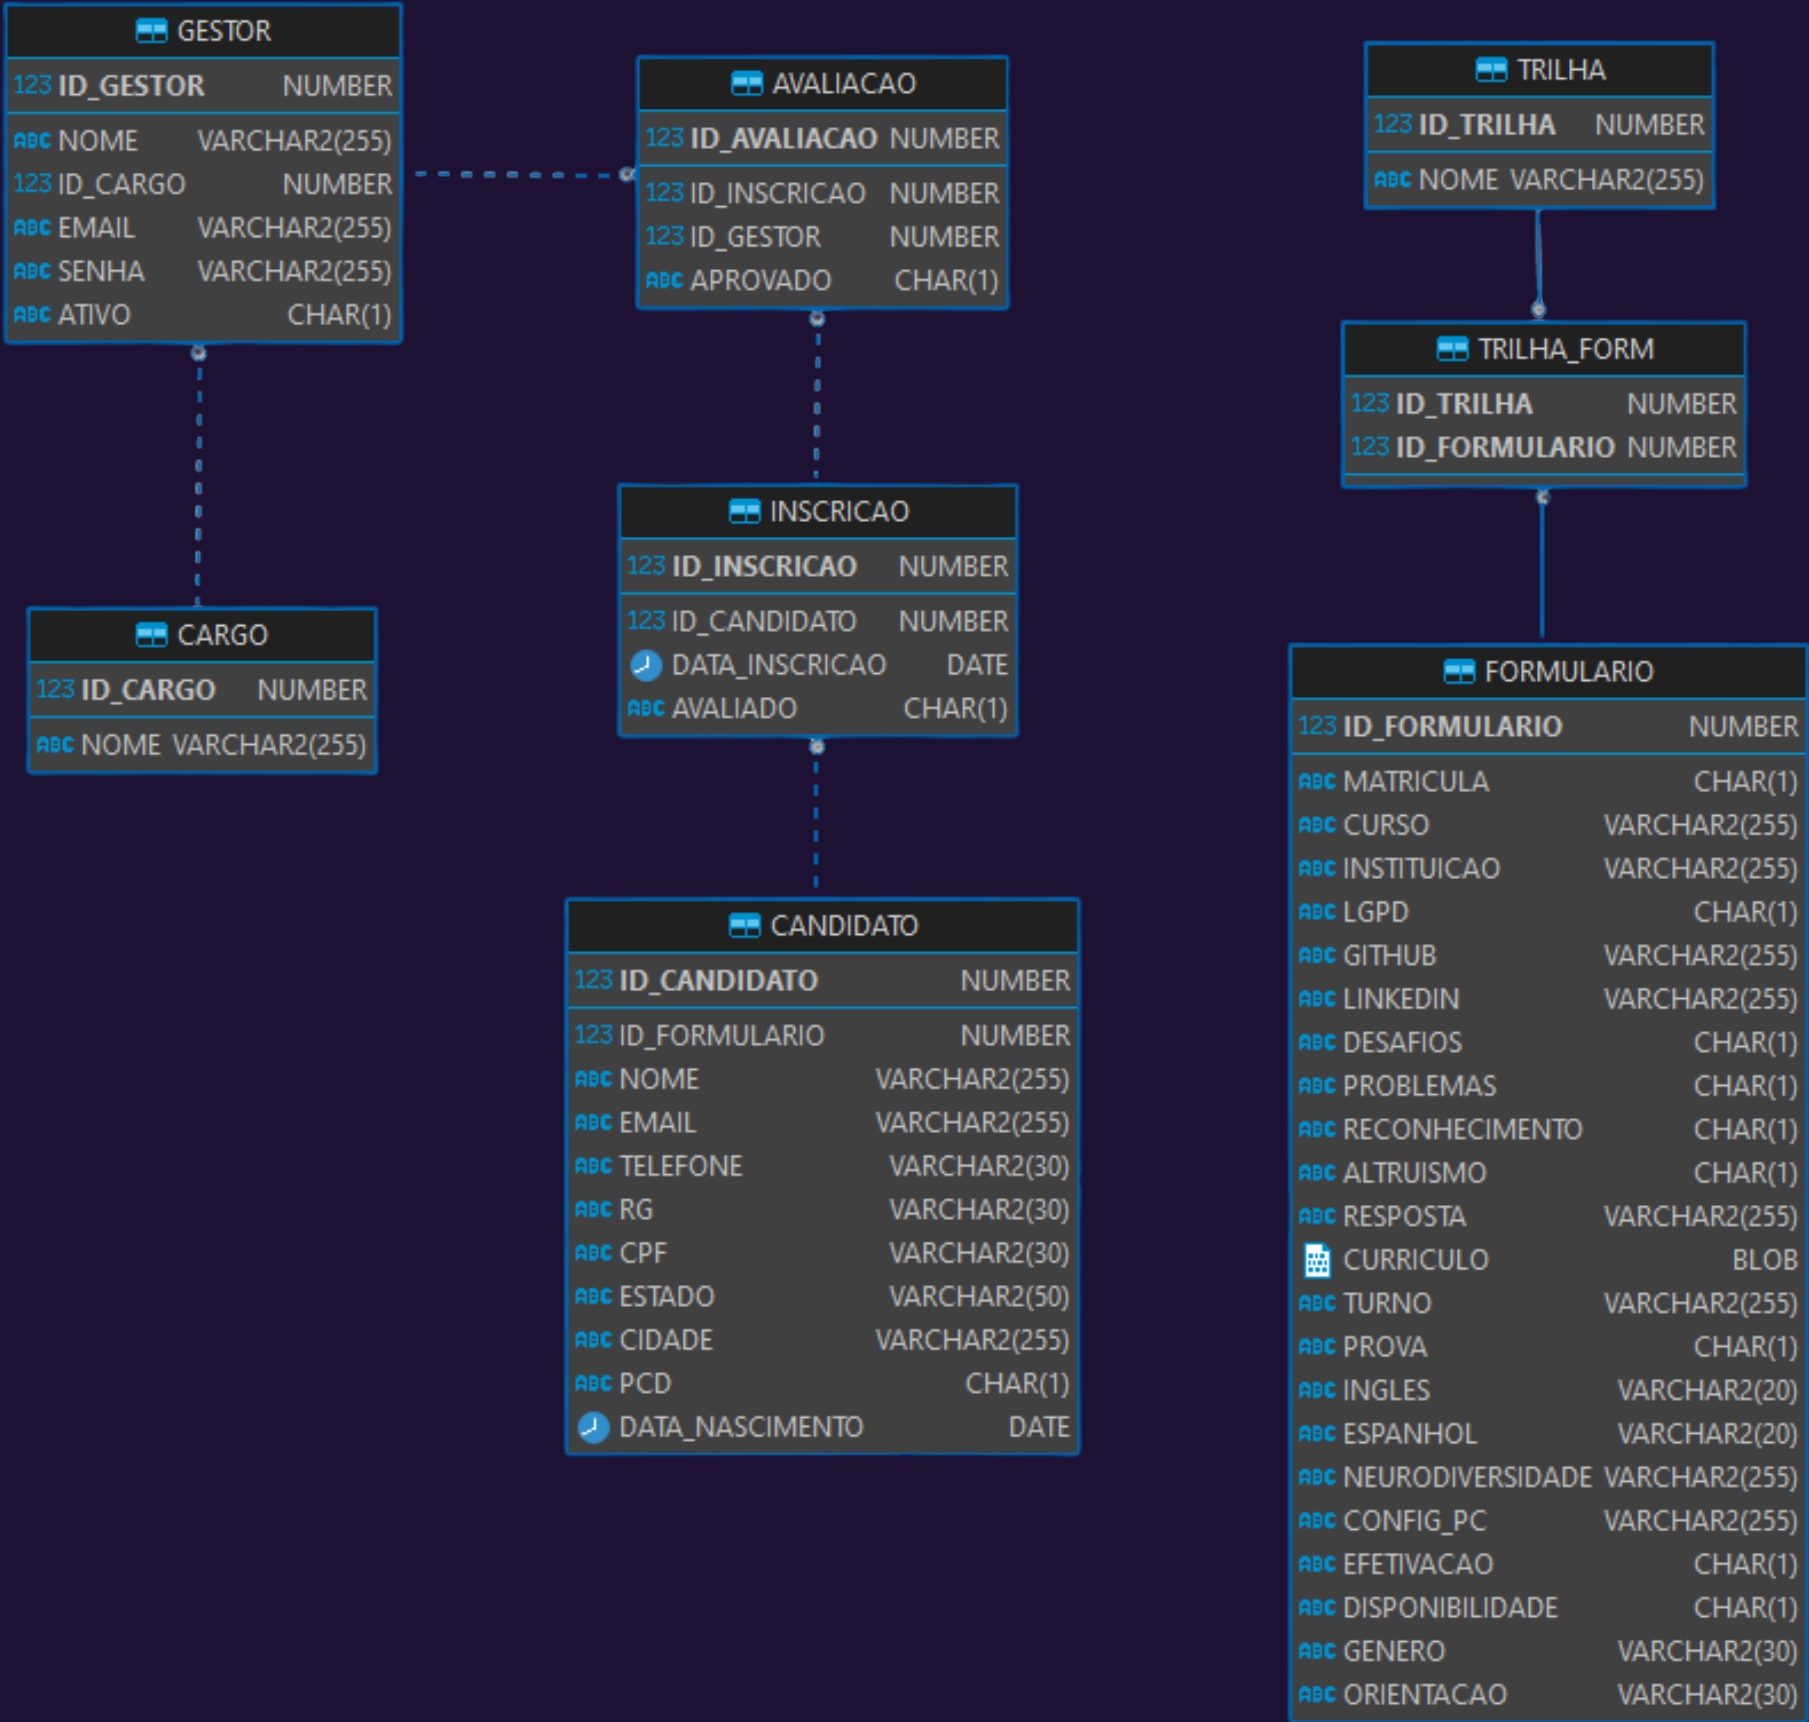 GESTOR
123 ID_GESTOR NUMBER
ABC NOME VARCHAR2(255)
123 ID_CARGO NUMBER
ABC EMAIL VARCHAR2(255)
ABC SENHA VARCHAR2(255)
ABC ATIVO CHAR(1)
CARGO
123 ID_CARGO NUMBER
ABC NOME VARCHAR2(255)
AVALIACAO
123 ID_AVALIACAO NUMBER
123 ID_INSCRICAO NUMBER
123 ID_GESTOR NUMBER
ABC APROVADO CHAR(1)
INSCRICAO
123 ID_INSCRICAO NUMBER
123 ID_CANDIDATO NUMBER
DATA_INSCRICAO DATE
ABC AVALIADO CHAR(1)
CANDIDATO
123 ID_CANDIDATO NUMBER
123 ID_FORMULARIO NUMBER
ABC NOME VARCHAR2(255)
ABC EMAIL VARCHAR2(255)
ABC TELEFONE VARCHAR2(30)
ABC RG VARCHAR2(30)
ABC CPF VARCHAR2(30)
ABC ESTADO VARCHAR2(50)
ABC CIDADE VARCHAR2(255)
ABC PCD CHAR(1)
DATA_NASCIMENTO DATE
TRILHA
123 ID_TRILHA NUMBER
ABC NOME VARCHAR2(255)
TRILHA_FORM
123 ID_TRILHA NUMBER
123 ID_FORMULARIO NUMBER
FORMULARIO
123 ID_FORMULARIO NUMBER
ABC MATRICULA CHAR(1)
ABC CURSO VARCHAR2(255)
ABC INSTITUICAO VARCHAR2(255)
ABC LGPD CHAR(1)
ABC GITHUB VARCHAR2(255)
ABC LINKEDIN VARCHAR2(255)
ABC DESAFIOS CHAR(1)
ABC PROBLEMAS CHAR(1)
ABC RECONHECIMENTO CHAR(1)
ABC ALTRUISMO CHAR(1)
ABC RESPOSTA VARCHAR2(255)
CURRICULO BLOB
ABC TURNO VARCHAR2(255)
ABC PROVA CHAR(1)
ABC INGLES VARCHAR2(20)
ABC ESPANHOL VARCHAR2(20)
ABC NEURODIVERSIDADE VARCHAR2(255)
ABC CONFIG_PC VARCHAR2(255)
ABC EFETIVACAO CHAR(1)
ABC DISPONIBILIDADE CHAR(1)
ABC GENERO VARCHAR2(30)
ABC ORIENTACAO VARCHAR2(30)